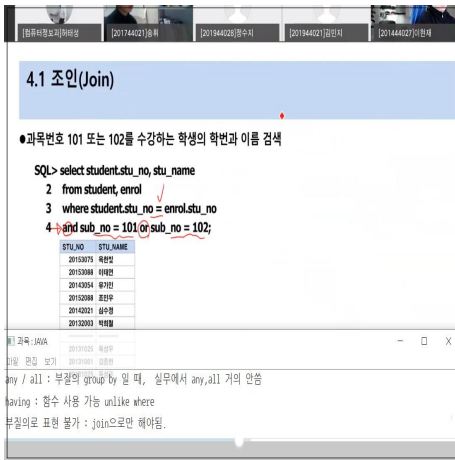 [컴퓨터정보과]허태성
[201744021]송휘
[201944028]정수지
[201944021]김민지
[201444027]이현재
4.1 조인(Join)
●과목번호 101 또는 102를 수강하는 학생의 학번과 이름 검색
SQL> select student.stu_no, stu_name
2 from student, enrol
3 where student.stu_no = enrol.stu_no
4 and sub_no = 101 or sub_no = 102;
STU_NO STU_NAME
20153075 옥한빛
20153088 이태연
20143054 유가인
20152088 조민우
20142021 심수정
20132003 박희철
과목:JAVA
20131025 옥성우
파일 편집 보기 20131001
any / all : 부질의 group by 일 때, 실무에서 any,all 거의 안씀
having : 함수 사용 가능 unlike where
부질의로 표현 불가 : join으로만 해야됨.